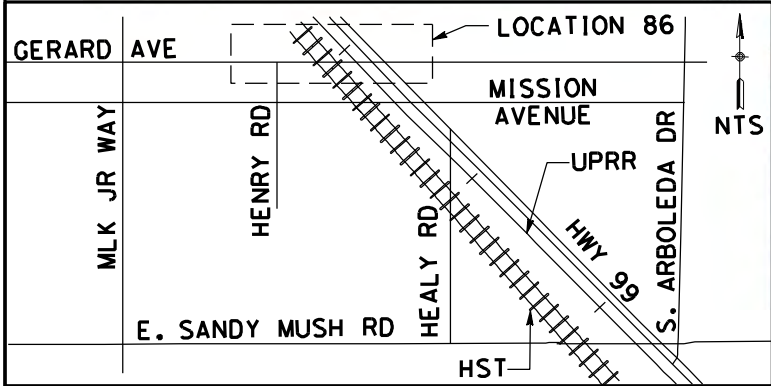 LOCATION 86
GERARD AVE
MISSION
AVENUE
NTS
MLK JR WAY
HENRY RD
HEALY RD
UPRR
HWY 99
S. ARBOLEDA DR
E. SANDY MUSH RD
HST